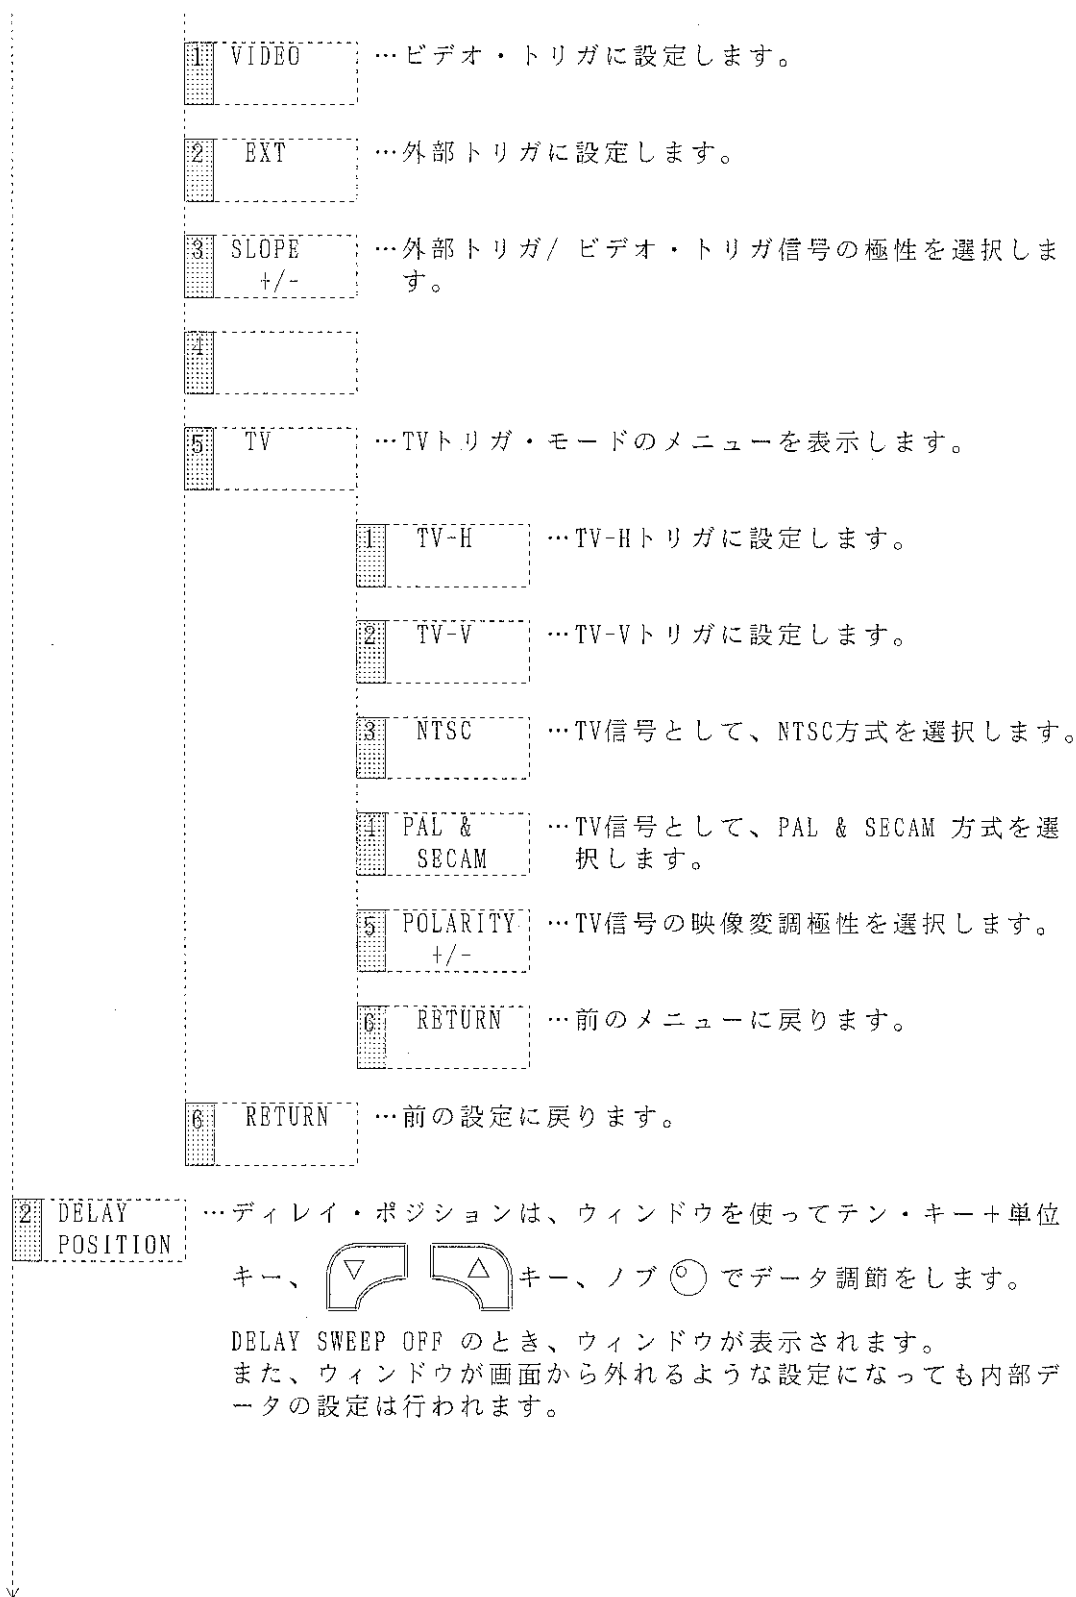 1 VIDEO …ビデオ・トリガに設定します。
2 EXT …外部トリガに設定します。
3 SLOPE …外部トリガ/ ビデオ・トリガ信号の極性を選択しま
+/- す。
4
5 TV …TVトリガ・モードのメニューを表示します。
1 TV-H …TV-Hトリガに設定します。
2 TV-V …TV-Vトリガに設定します。
3 NTSC …TV信号として、NTSC方式を選択します。
4 PAL & …TV信号として、PAL & SECAM 方式を選
SECAM 択します。
5 POLARITY …TV信号の映像変調極性を選択します。
+/-
6 RETURN …前のメニューに戻ります。
6 RETURN …前の設定に戻ります。
2 DELAY …ディレイ・ポジションは、ウィンドウを使ってテン・キー+単位
POSITION
キー、 ▽ △ キー、ノブ でデータ調節をします。
DELAY SWEEP OFF のとき、ウィンドウが表示されます。
また、ウィンドウが画面から外れるような設定になっても内部デ
ータの設定は行われます。